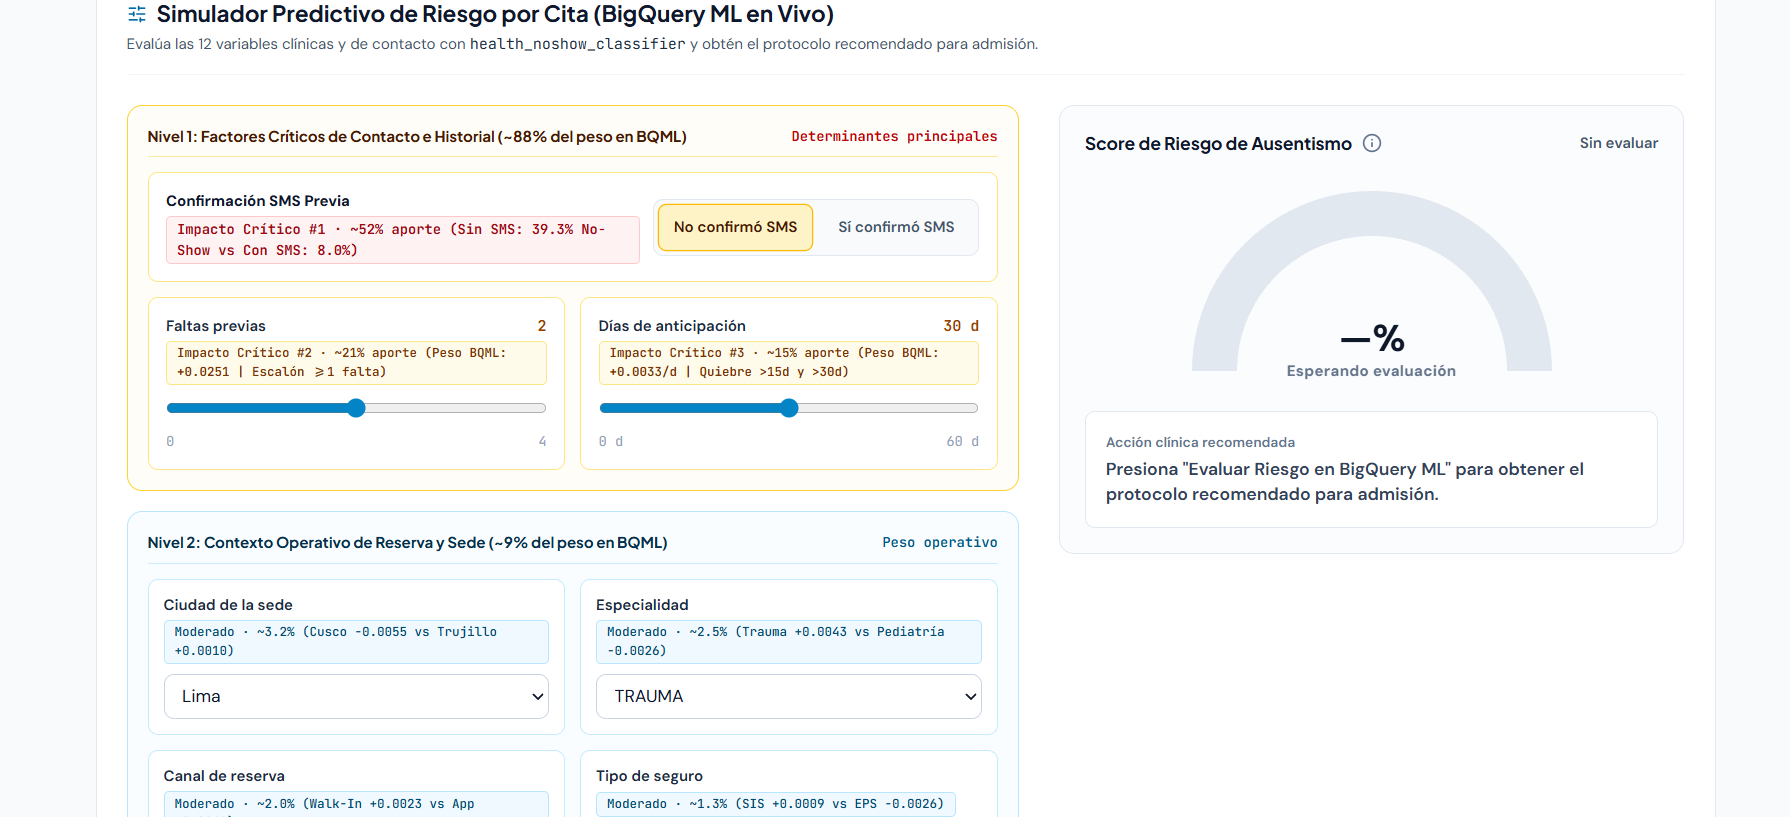 Simulador Predictivo de Riesgo por Cita (BigQuery ML en Vivo)
Evalúa las 12 variables clínicas y de contacto con health_noshow_classifier y obtén el protocolo recomendado para admisión.
Nivel 1: Factores Críticos de Contacto e Historial (~88% del peso en BQML)
Determinantes principales
Confirmación SMS Previa
Impacto Crítico #1 · ~52% aporte (Sin SMS: 39.3% No-
Show vs Con SMS: 8.0%)
No confirmó SMS
Sí confirmó SMS
Faltas previas
2
Impacto Crítico #2 · ~21% aporte (Peso BQML:
+0.0251 | Escalón ≥1 falta)
0
4
Días de anticipación
30 d
Impacto Crítico #3 · ~15% aporte (Peso BQML:
+0.0033/d | Quiebre >15d y >30d)
0 d
60 d
Nivel 2: Contexto Operativo de Reserva y Sede (~9% del peso en BQML)
Peso operativo
Ciudad de la sede
Moderado · ~3.2% (Cusco -0.0055 vs Trujillo
+0.0010)
Lima
Especialidad
Moderado · ~2.5% (Trauma +0.0043 vs Pediatría
-0.0026)
TRAUMA
Canal de reserva
Moderado · ~2.0% (Walk-In +0.0023 vs App
Tipo de seguro
Moderado · ~1.3% (SIS +0.0009 vs EPS -0.0026)
Score de Riesgo de Ausentismo
Sin evaluar
—%
Esperando evaluación
Acción clínica recomendada
Presiona "Evaluar Riesgo en BigQuery ML" para obtener el
protocolo recomendado para admisión.